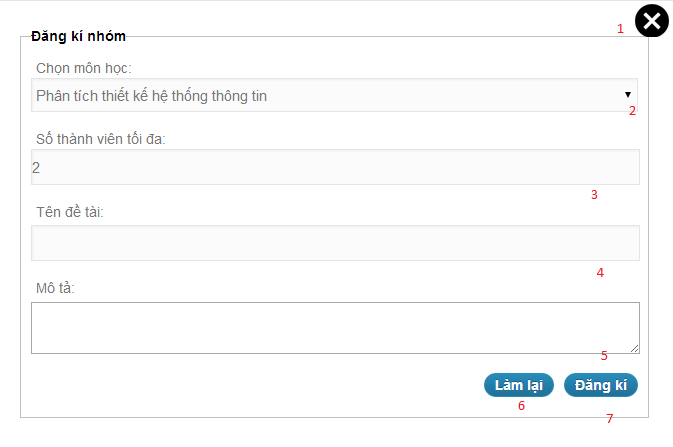 1
Đăng kí nhóm
Chọn môn học:
Phân tích thiết kế hệ thống thông tin
2
Số thành viên tối đa:
2
3
Tên đề tài:
4
Mô tả:
5
Làm lại Đăng kí
6
7